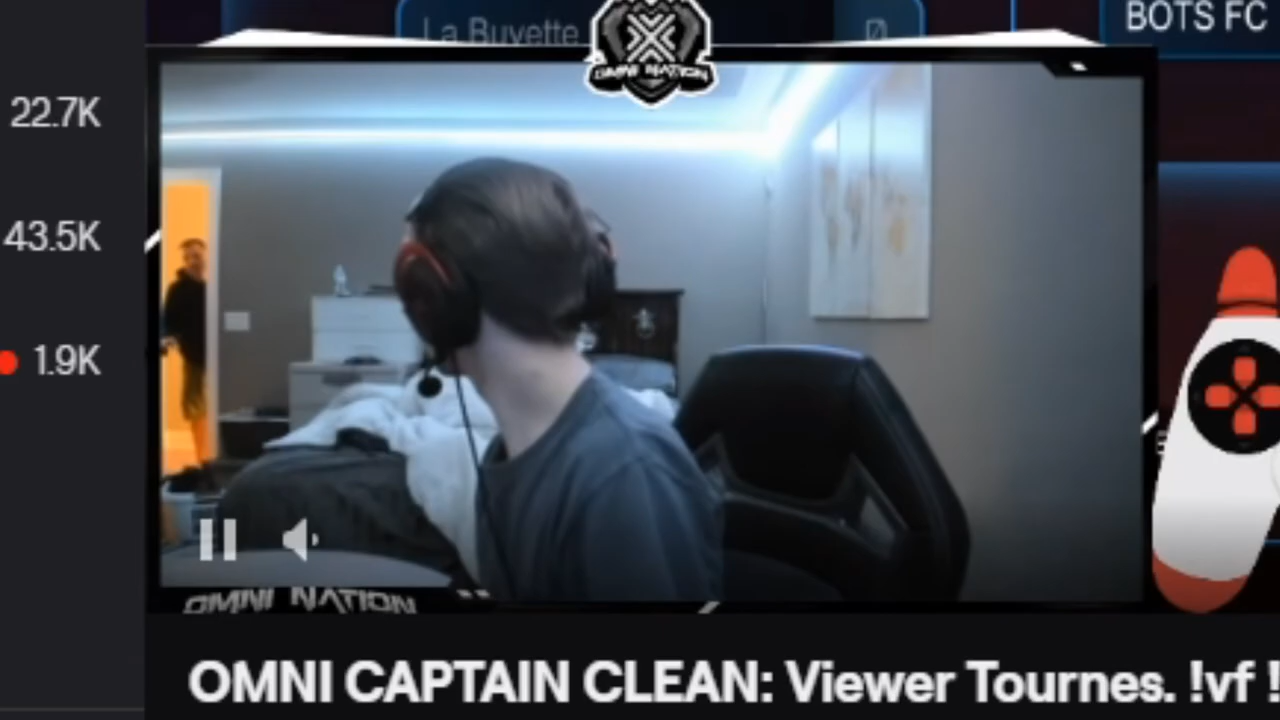 La Buvette 0
BOTS FC
OMNI NATION
22.7K
43.5K
1.9K
OMNI NATION
OMNI CAPTAIN CLEAN: Viewer Tournes. !vf !